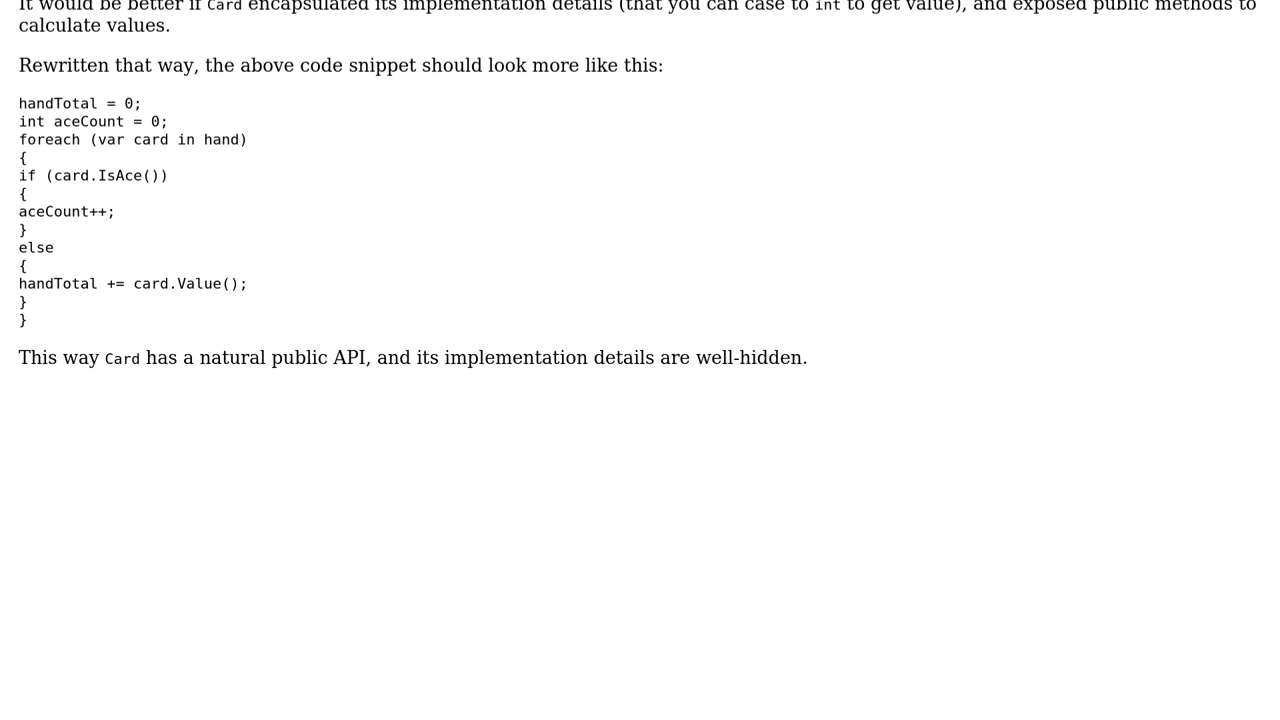 It would be better if Card encapsulated its implementation details (that you can case to int to get value), and exposed public methods to
calculate values.
Rewritten that way, the above code snippet should look more like this:
handTotal = 0;
int aceCount = 0;
foreach (var card in hand)
{
if (card.IsAce())
{
aceCount++;
}
else
{
handTotal += card.Value();
}
}
This way Card has a natural public API, and its implementation details are well-hidden.